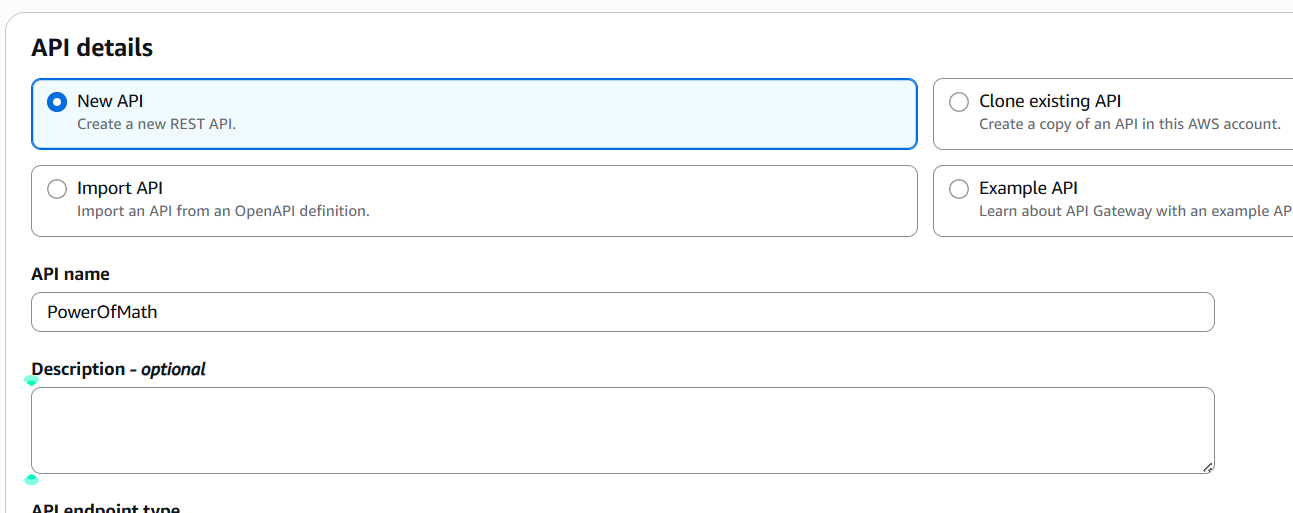 API details
New API
Create a new REST API.
Clone existing API
Create a copy of an API in this AWS account.
Import API
Import an API from an OpenAPI definition.
Example API
Learn about API Gateway with an example AP
API name
PowerOfMath
Description - optional
API endpoint type